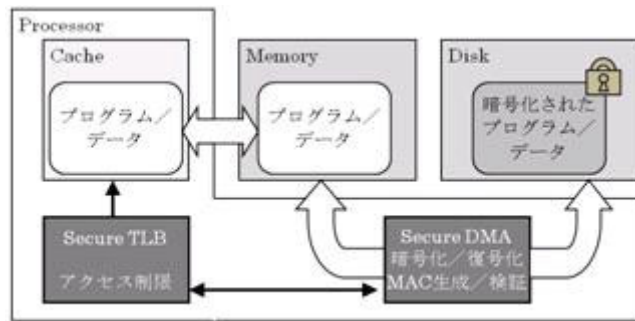 Processor
Cache
プログラム／
データ
Memory
プログラム／
データ
Disk
暗号化された
プログラム／
データ
Secure TLB
アクセス制限
Secure DMA
暗号化／復号化
MAC生成／検証